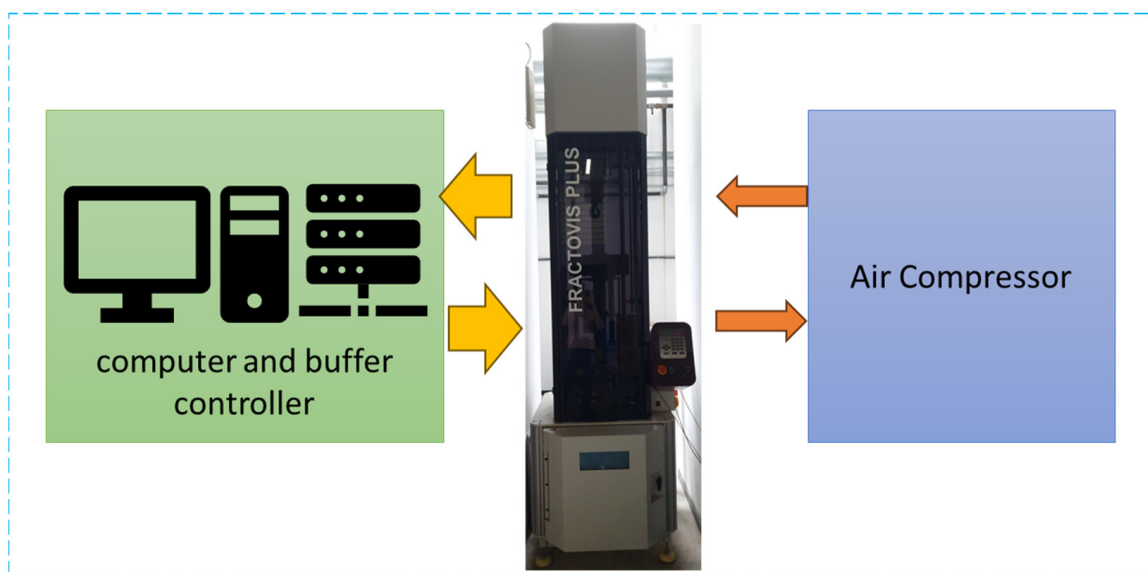 computer and buffer
controller
FRACTOVIS PLUS
Air Compressor